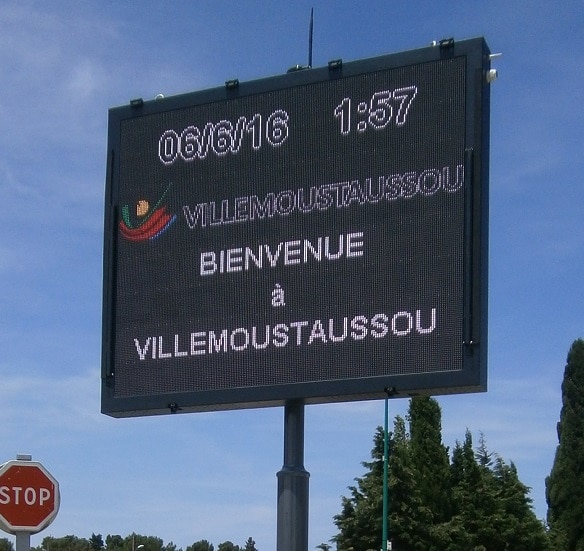 06/6/16 1:57
VILLEMOUSTAUSSOU
BIENVENUE
à
VILLEMOUSTAUSSOU
STOP